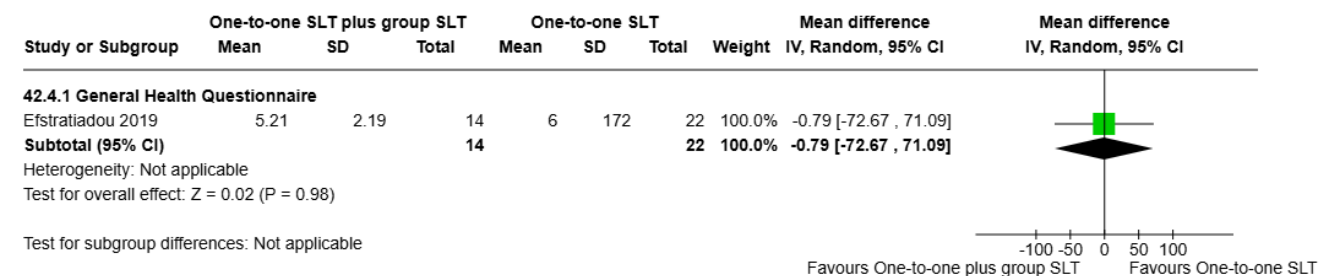 One-to-one SLT plus group SLT One-to-one SLT Mean difference Mean difference
Study or Subgroup Mean SD Total Mean SD Total Weight IV, Random, 95% CI IV, Random, 95% CI
42.4.1 General Health Questionnaire
Efstratiadou 2019 5.21 2.19 14 6 172 22 100.0% -0.79 [-72.67 , 71.09]
Subtotal (95% CI) 14 22 100.0% -0.79 [-72.67 , 71.09]
Heterogeneity: Not applicable
Test for overall effect: Z = 0.02 (P = 0.98)
Test for subgroup differences: Not applicable
-100 -50 0 50 100
Favours One-to-one plus group SLT Favours One-to-one SLT